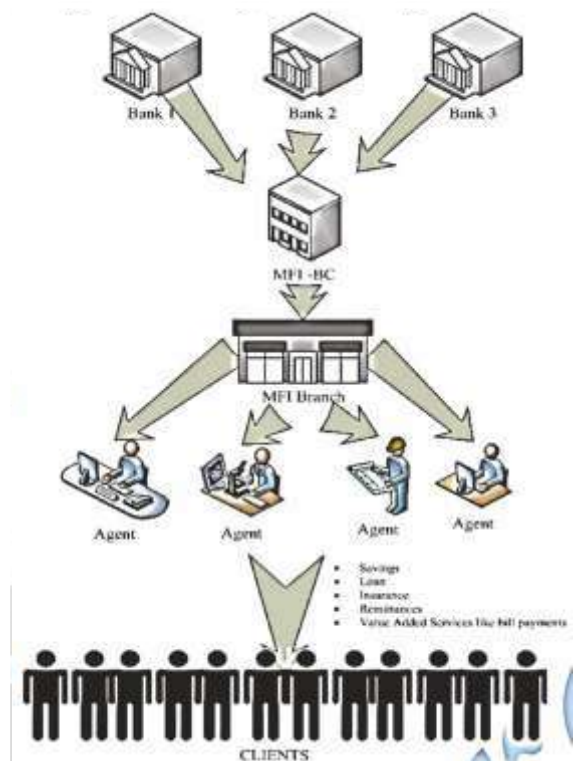 Bank 1
Bank 2
Bank 3
MFI -BC
MFI Branch
Agent
Agent
Agent
Agent
Savings
Loan
Insurance
Remittances
Value Added Services like bill payments
CLIENTS